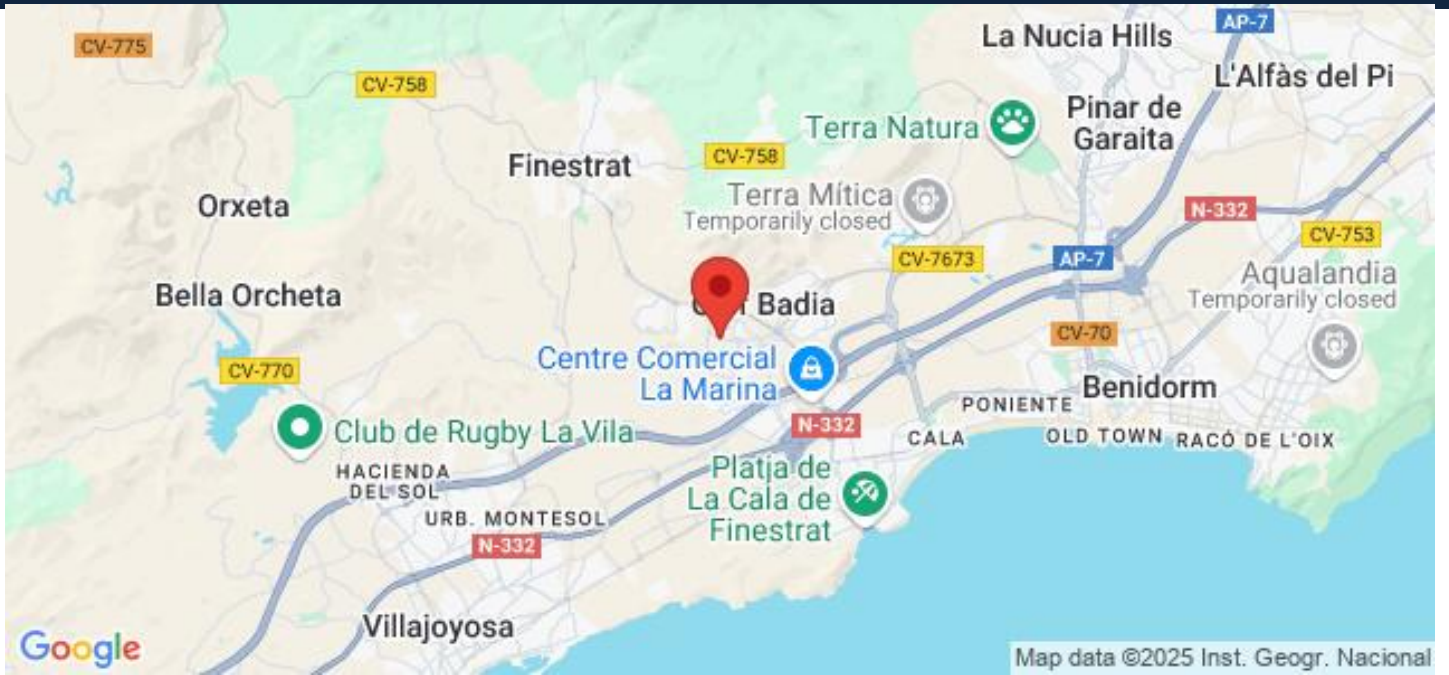 CV-775
La Nucia Hills
AP-7
L'Alfàs del Pi
CV-758
Terra Natura
Pinar de
Garaita
Finestrat
CV-758
Orxeta
Terra Mítica
Temporarily closed
N-332
CV-753
CV-7673
AP-7
Aqualandia
Temporarily closed
Bella Orcheta
Badia
Centre Comercial
La Marina
CV-70
CV-770
Benidorm
PONIENTE
N-332
Club de Rugby La Vila
CALA
OLD TOWN
RACÓ DE L'OIX
HACIENDA
DEL SOL
Platja de
La Cala de
Finestrat
URB. MONTESOL
N-332
Villajoyosa
Google
Map data ©2025 Inst. Geogr. Nacional